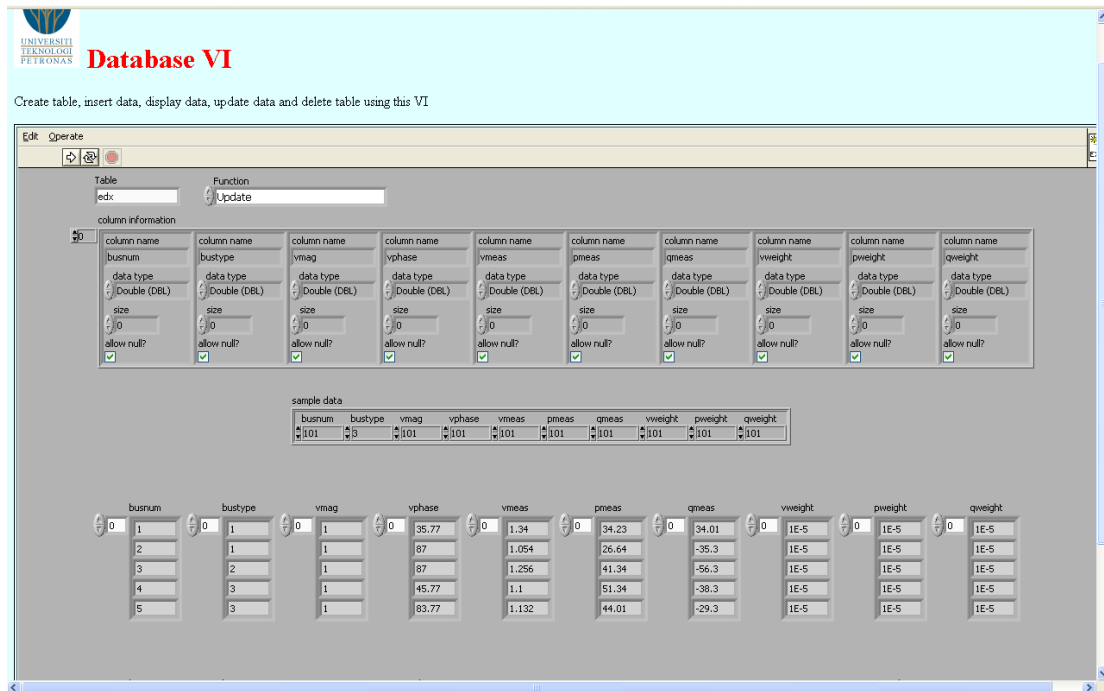 UNIVERSITI
TEKNOLOGI
PETRONAS
Database VI
Create table, insert data, display data, update data and delete table using this VI
Edit Operate
Table Function
edx Update
column information
0
column name column name column name column name column name column name column name column name column name column name
busnum bustype vmag vphase vmeas pmeas qmeas vweight pweight qweight
data type data type data type data type data type data type data type data type data type data type
Double (DBL) Double (DBL) Double (DBL) Double (DBL) Double (DBL) Double (DBL) Double (DBL) Double (DBL) Double (DBL) Double (DBL)
size size size size size size size size size size
0 0 0 0 0 0 0 0 0 0
allow null? allow null? allow null? allow null? allow null? allow null? allow null? allow null? allow null? allow null?
sample data
busnum bustype vmag vphase vmeas pmeas qmeas vweight pweight qweight
101 3 101 101 101 101 101 101 101 101
busnum bustype vmag vphase vmeas pmeas qmeas vweight pweight qweight
0 1 0 1 0 1 0 35.77 0 1.34 0 34.23 0 34.01 0 1E-5 0 1E-5 0 1E-5
2 1 1 87 1.054 26.64 -35.3 1E-5 1E-5 1E-5
3 2 1 87 1.256 41.34 -56.3 1E-5 1E-5 1E-5
4 3 1 45.77 1.1 51.34 -38.3 1E-5 1E-5 1E-5
5 3 1 83.77 1.132 44.01 -29.3 1E-5 1E-5 1E-5